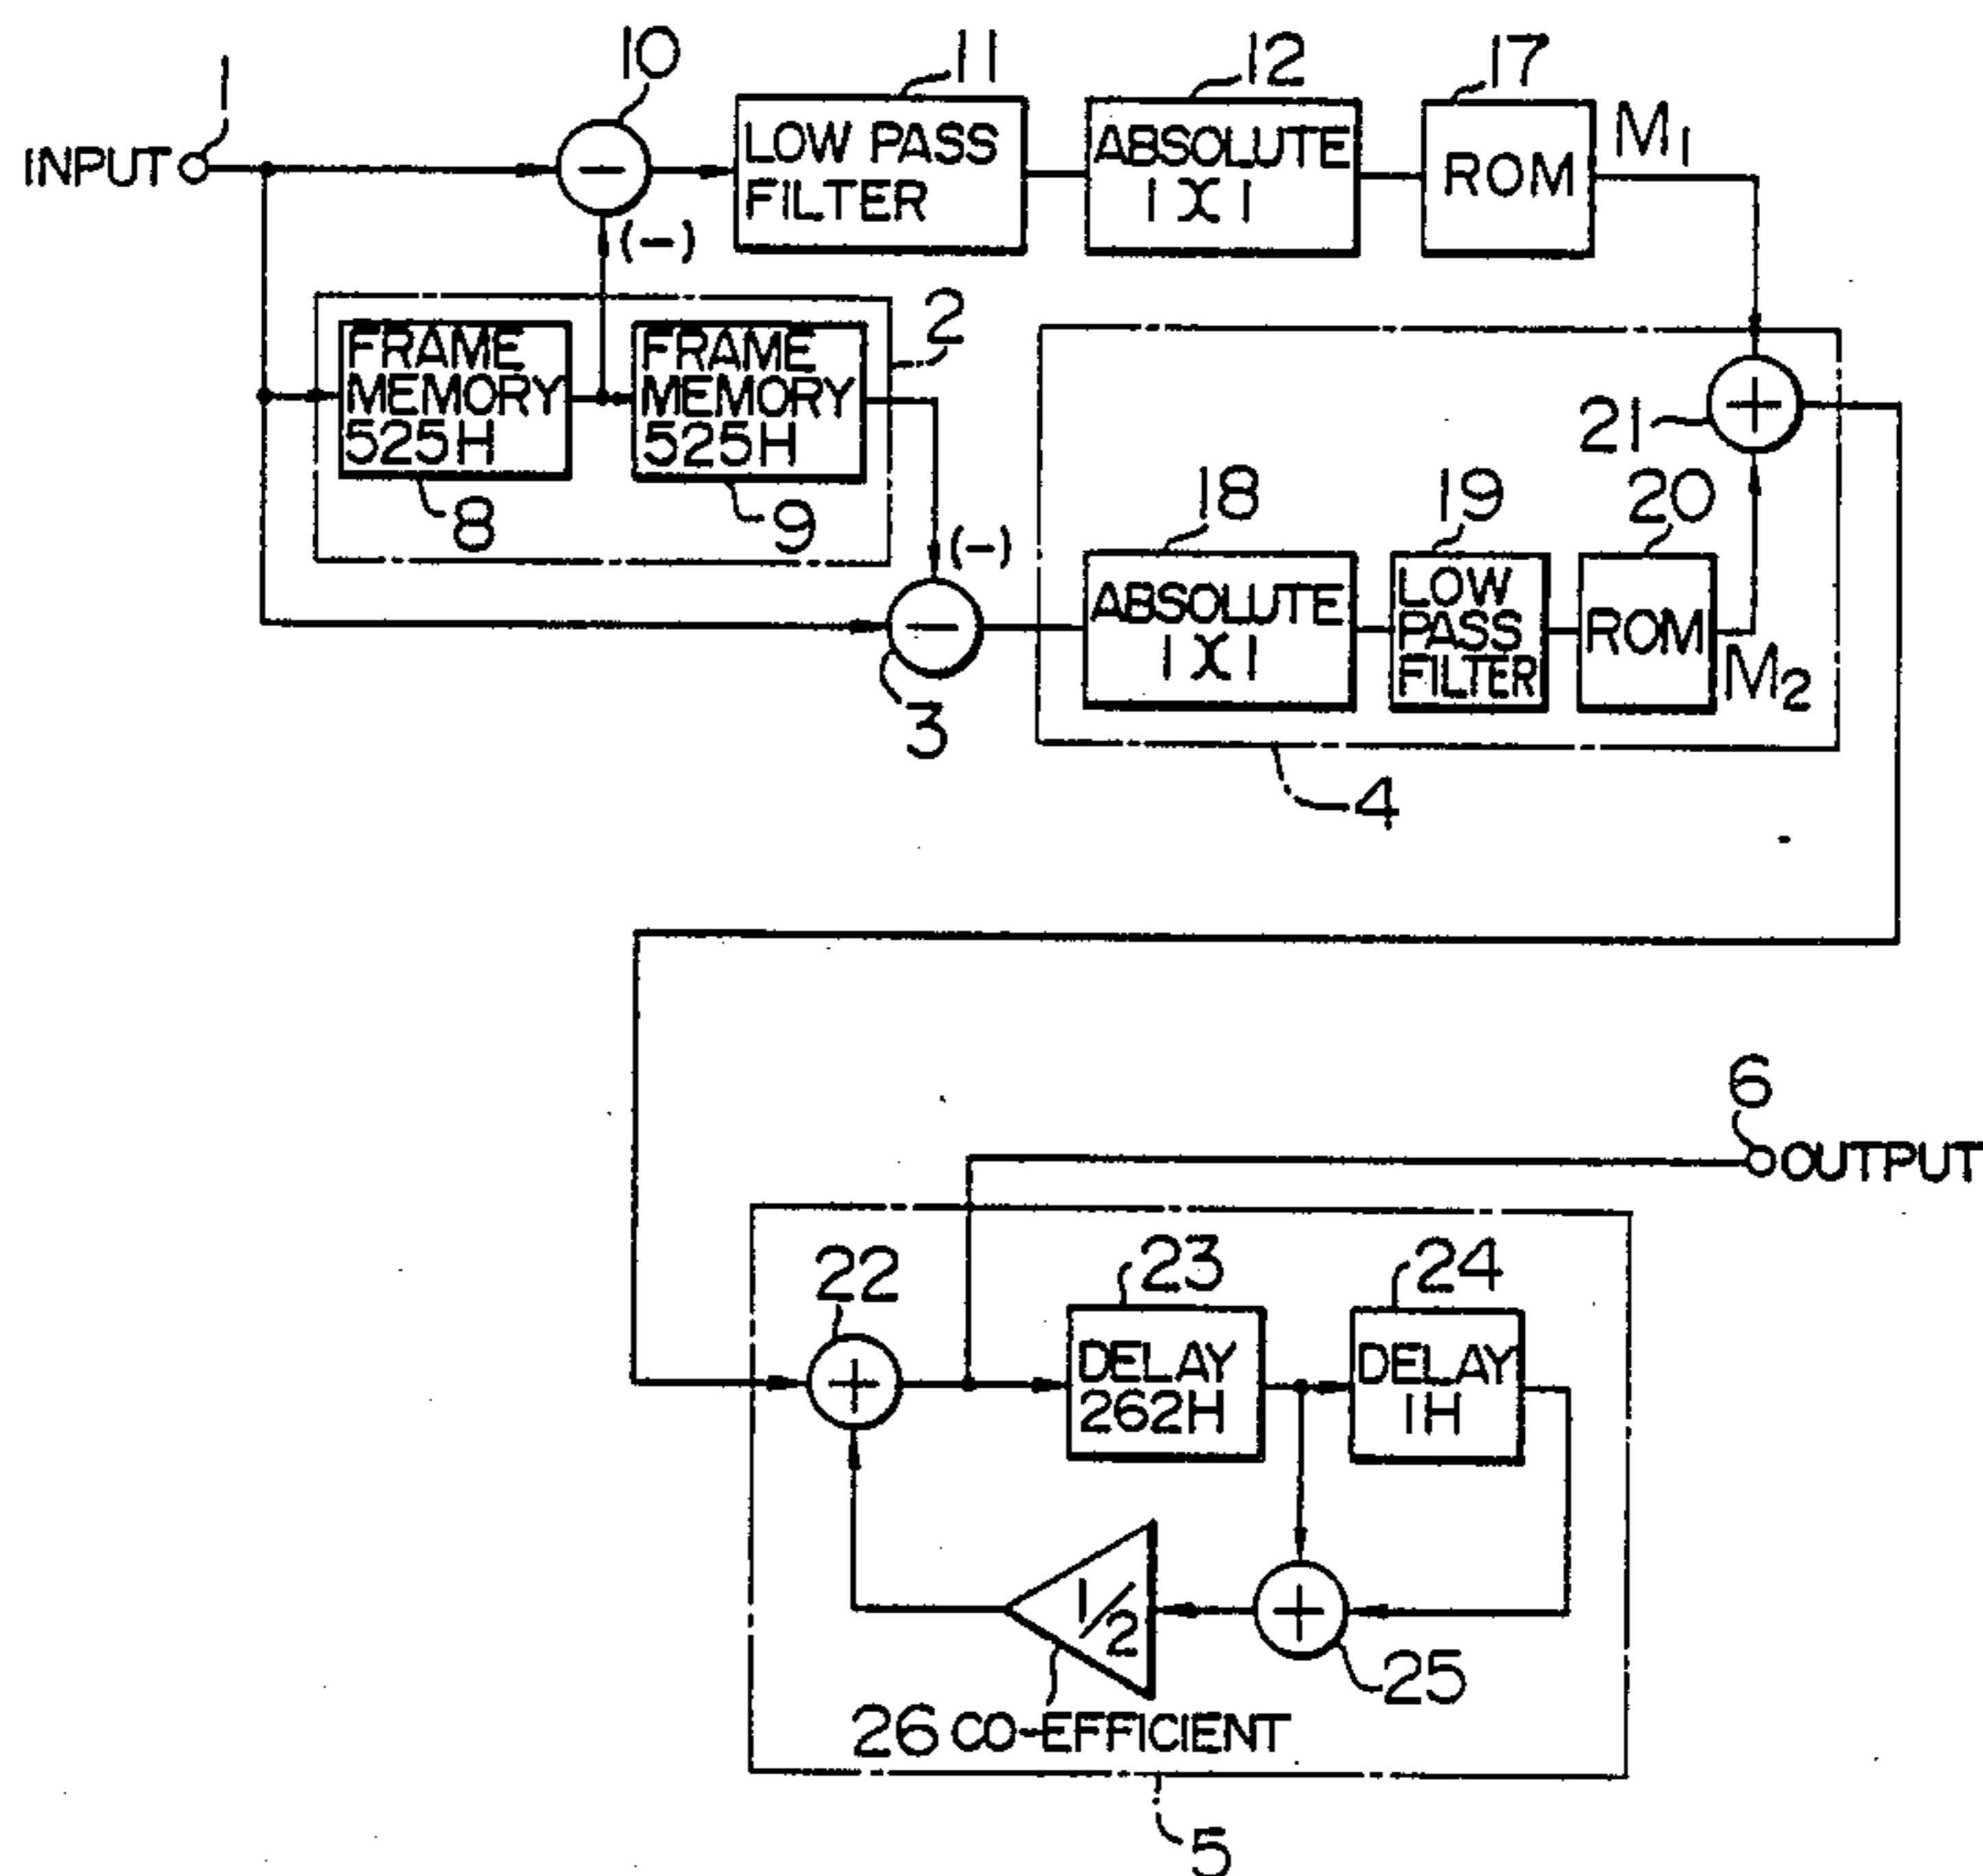 1
10
11
12
17
INPUT
LOW PASS
FILTER
ABSOLUTE
|X|
ROM
M1
(-)
2
FRAME
MEMORY
525H
FRAME
MEMORY
525H
8
9
21
+
(-)
18
19
20
ABSOLUTE
|X|
LOW
PASS
FILTER
ROM
M2
3
4
6
OUTPUT
22
23
24
+
DELAY
262H
DELAY
1H
1/2
+
25
26 CO-EFFICIENT
5